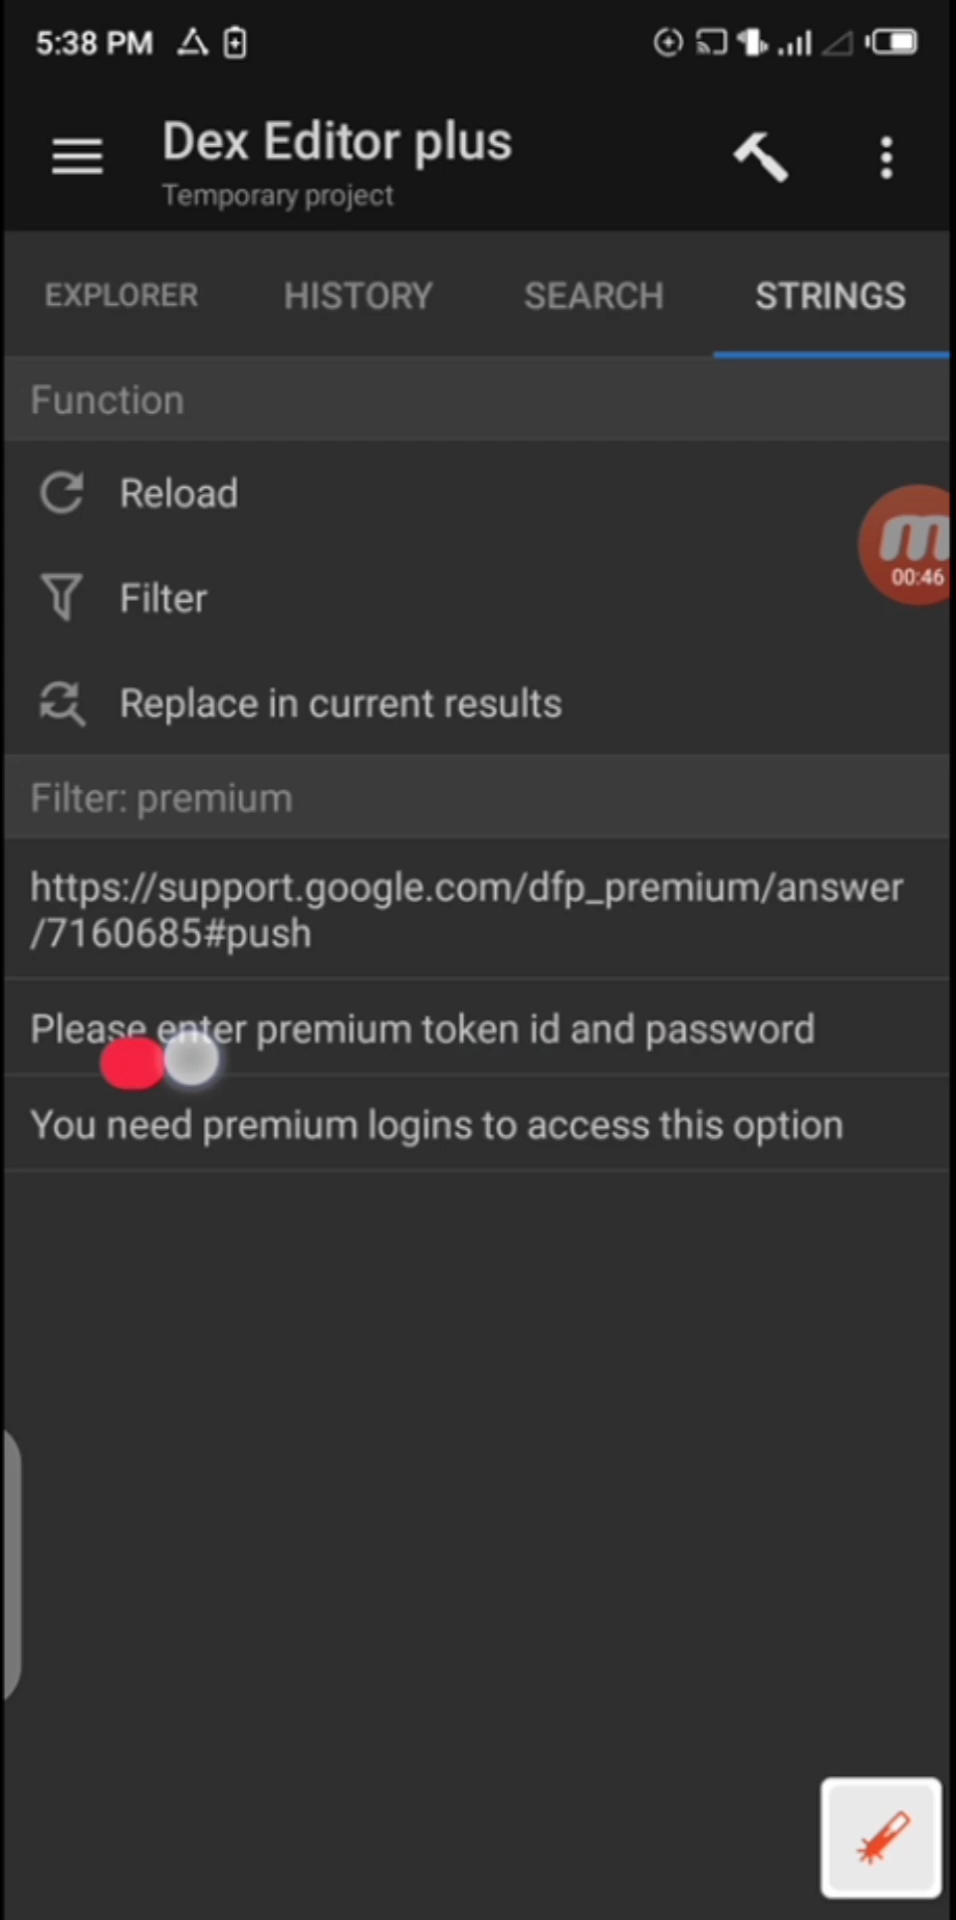 5:38 PM
Dex Editor plus
Temporary project
EXPLORER HISTORY SEARCH STRINGS
Function
Reload
00:46
Filter
Replace in current results
Filter: premium
https://support.google.com/dfp_premium/answer
/7160685#push
Please enter premium token id and password
You need premium logins to access this option